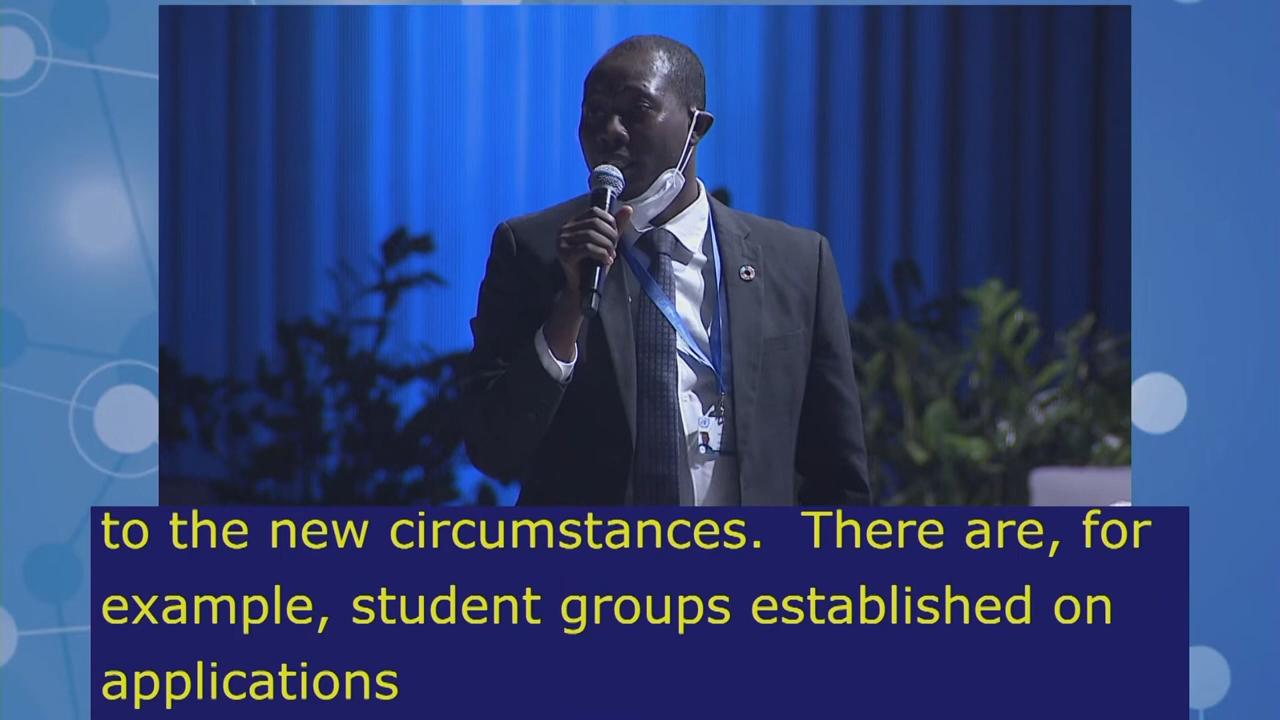 to the new circumstances.  There are, for
example, student groups established on
applications